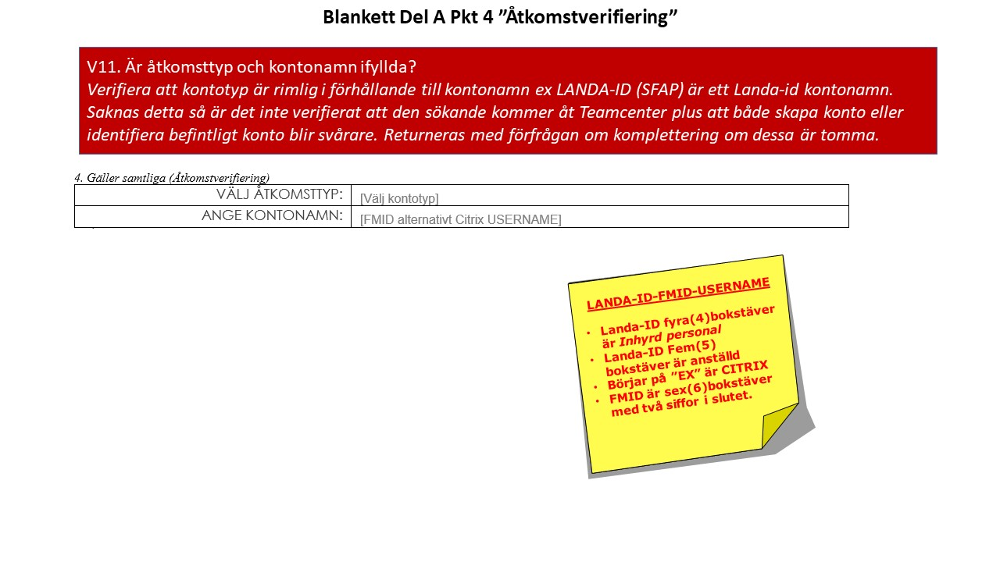 Blankett Del A Pkt 4 ”Åtkomstverifiering”
V11. Är åtkomsttyp och kontonamn ifyllda?
Verifiera att kontotyp är rimlig i förhållande till kontonamn ex LANDA-ID (SFAP) är ett Landa-id kontonamn.
Saknas detta så är det inte verifierat att den sökande kommer åt Teamcenter plus att både skapa konto eller
identifiera befintligt konto blir svårare. Returneras med förfrågan om komplettering om dessa är tomma.
4. Gäller samtliga (Åtkomstverifiering)
VÄLJ ÅTKOMSTTYP: [Välj kontotyp]
ANGE KONTONAMN: [FMID alternativt Citrix USERNAME]
LANDA-ID-FMID-USERNAME
• Landa-ID fyra(4)bokstäver
är Inhyrd personal
• Landa-ID Fem(5)
bokstäver är anställd
• Börjar på ”EX” är CITRIX
• FMID är sex(6)bokstäver
med två siffor i slutet.